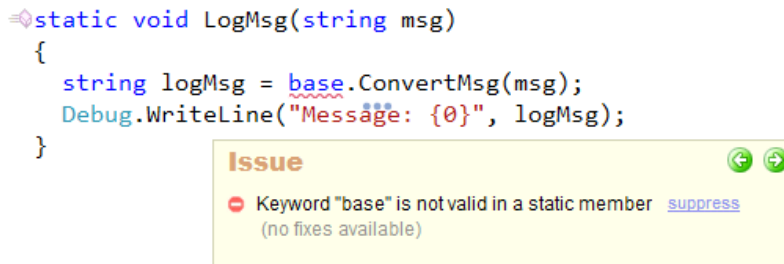 static void LogMsg(string msg)
{
string logMsg = base.ConvertMsg(msg);
Debug.WriteLine("Message: {0}", logMsg);
}
Issue
Keyword "base" is not valid in a static member suppress
(no fixes available)